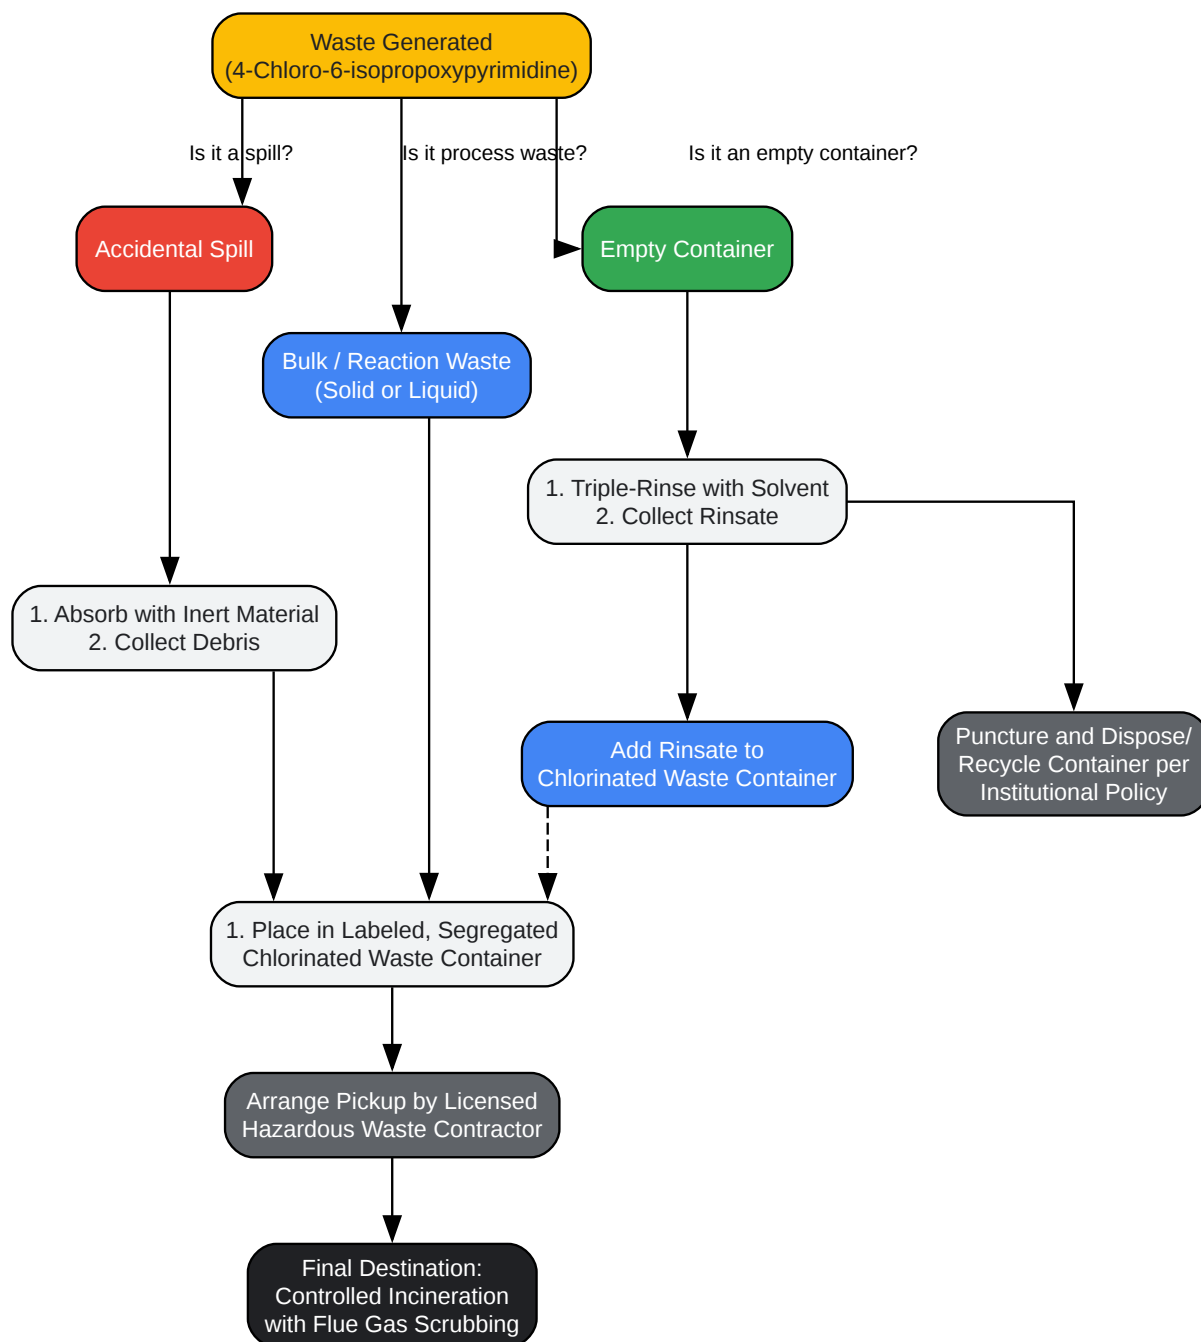 Waste Generated
(4-Chloro-6-isopropoxypyrimidine)
Is it a spill?
Is it process waste?
Is it an empty container?
Accidental Spill
Empty Container
Bulk / Reaction Waste
(Solid or Liquid)
1. Triple-Rinse with Solvent
2. Collect Rinsate
1. Absorb with Inert Material
2. Collect Debris
Add Rinsate to
Chlorinated Waste Container
Puncture and Dispose/
Recycle Container per
Institutional Policy
1. Place in Labeled, Segregated
Chlorinated Waste Container
Arrange Pickup by Licensed
Hazardous Waste Contractor
Final Destination:
Controlled Incineration
with Flue Gas Scrubbing